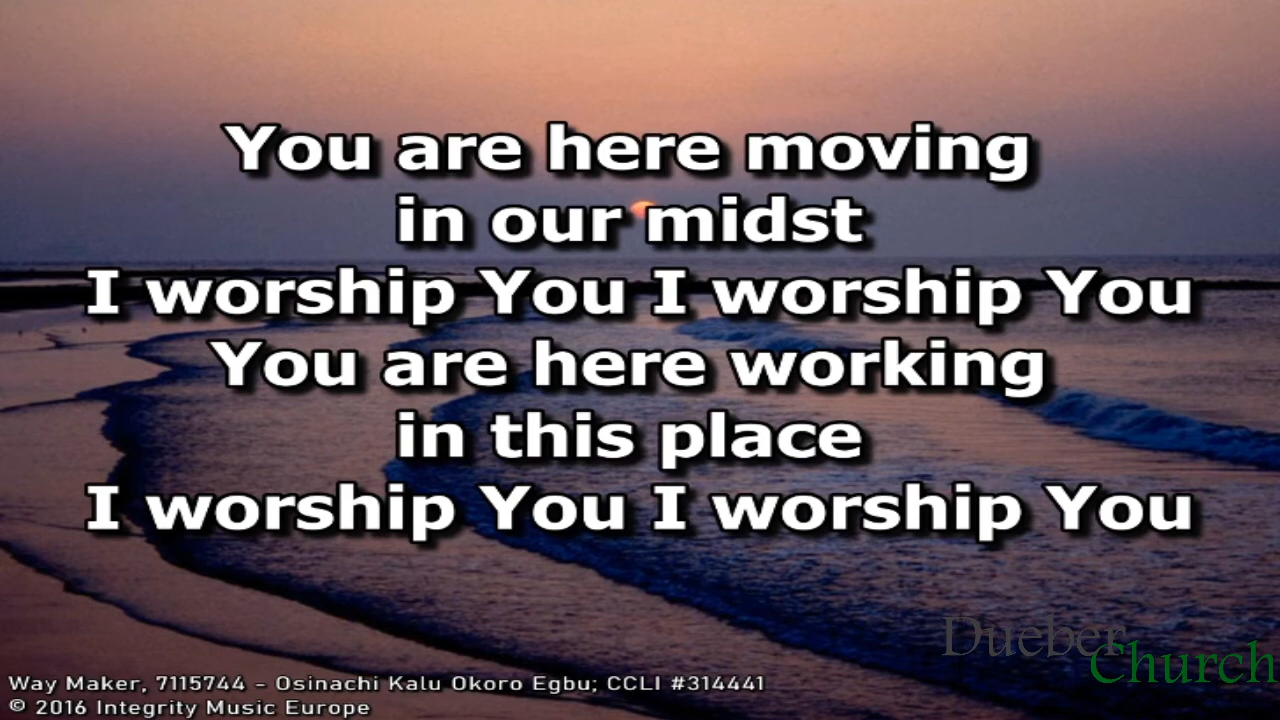 You are here moving
in our midst
I worship You I worship You
You are here working
in this place
I worship You I worship You
Dueber
Church
Way Maker, 7115744 - Osinachi Kalu Okoro Egbu; CCLI #314441
© 2016 Integrity Music Europe